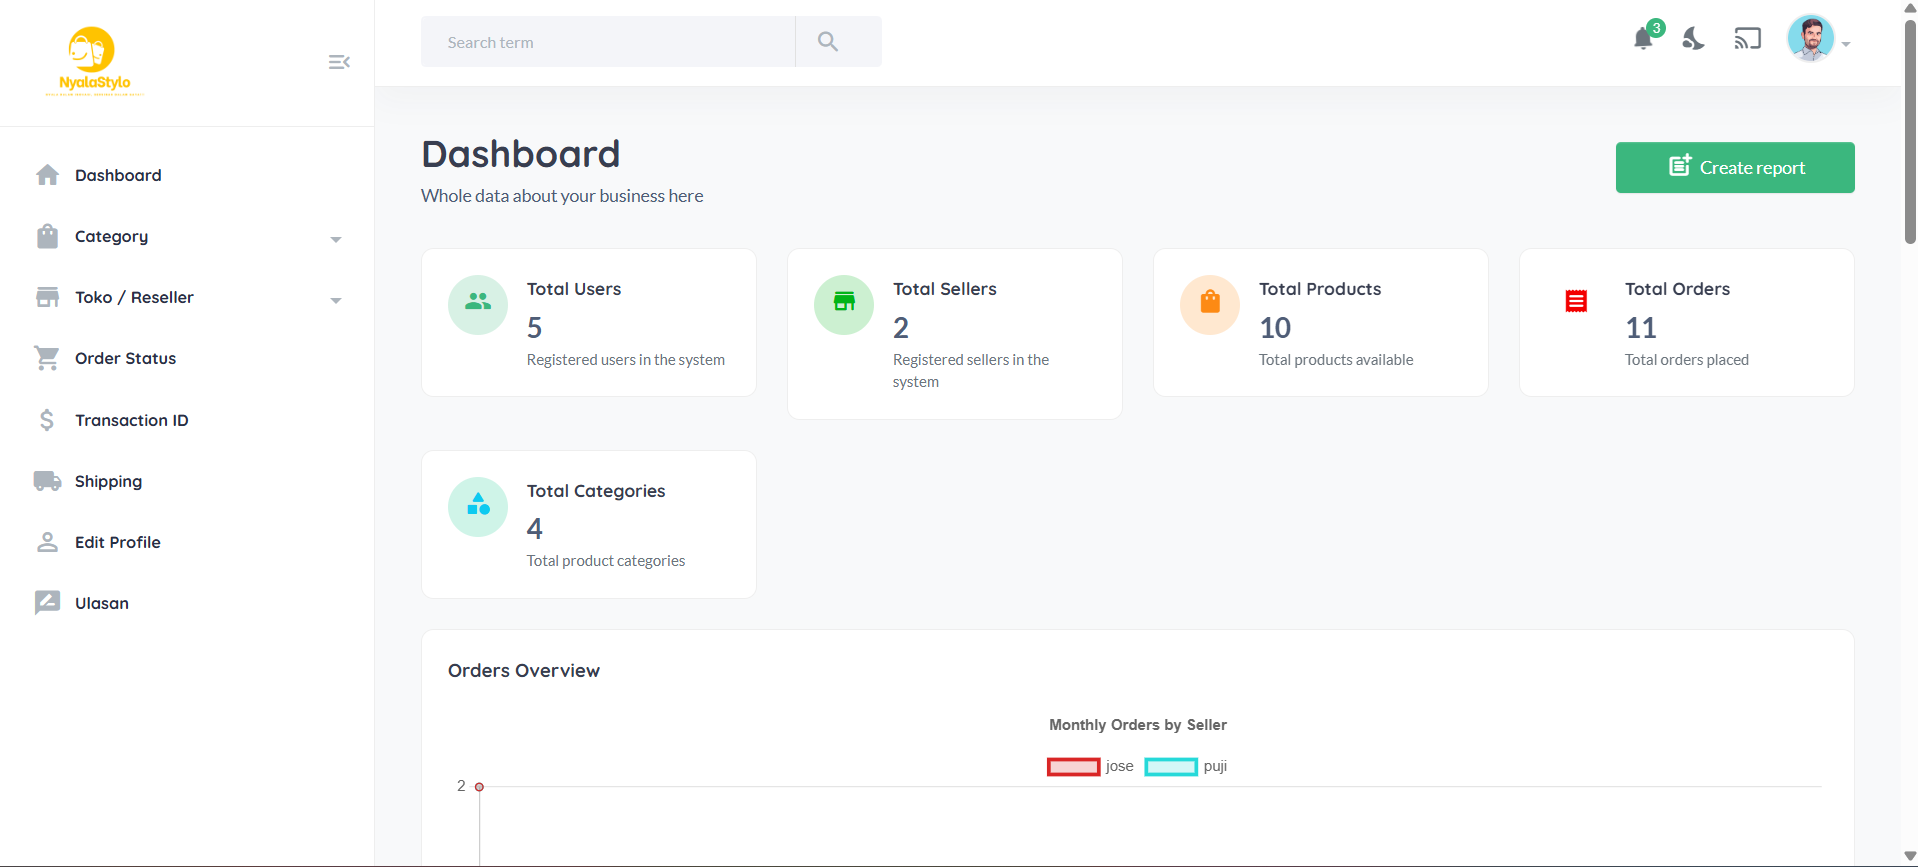 NyalaStylo
Search term
3
Dashboard
Category
Toko / Reseller
Order Status
Transaction ID
Shipping
Edit Profile
Ulasan
Dashboard
Whole data about your business here
Create report
Total Users
5
Registered users in the system
Total Sellers
2
Registered sellers in the
system
Total Products
10
Total products available
Total Orders
11
Total orders placed
Total Categories
4
Total product categories
Orders Overview
Monthly Orders by Seller
jose puji
2